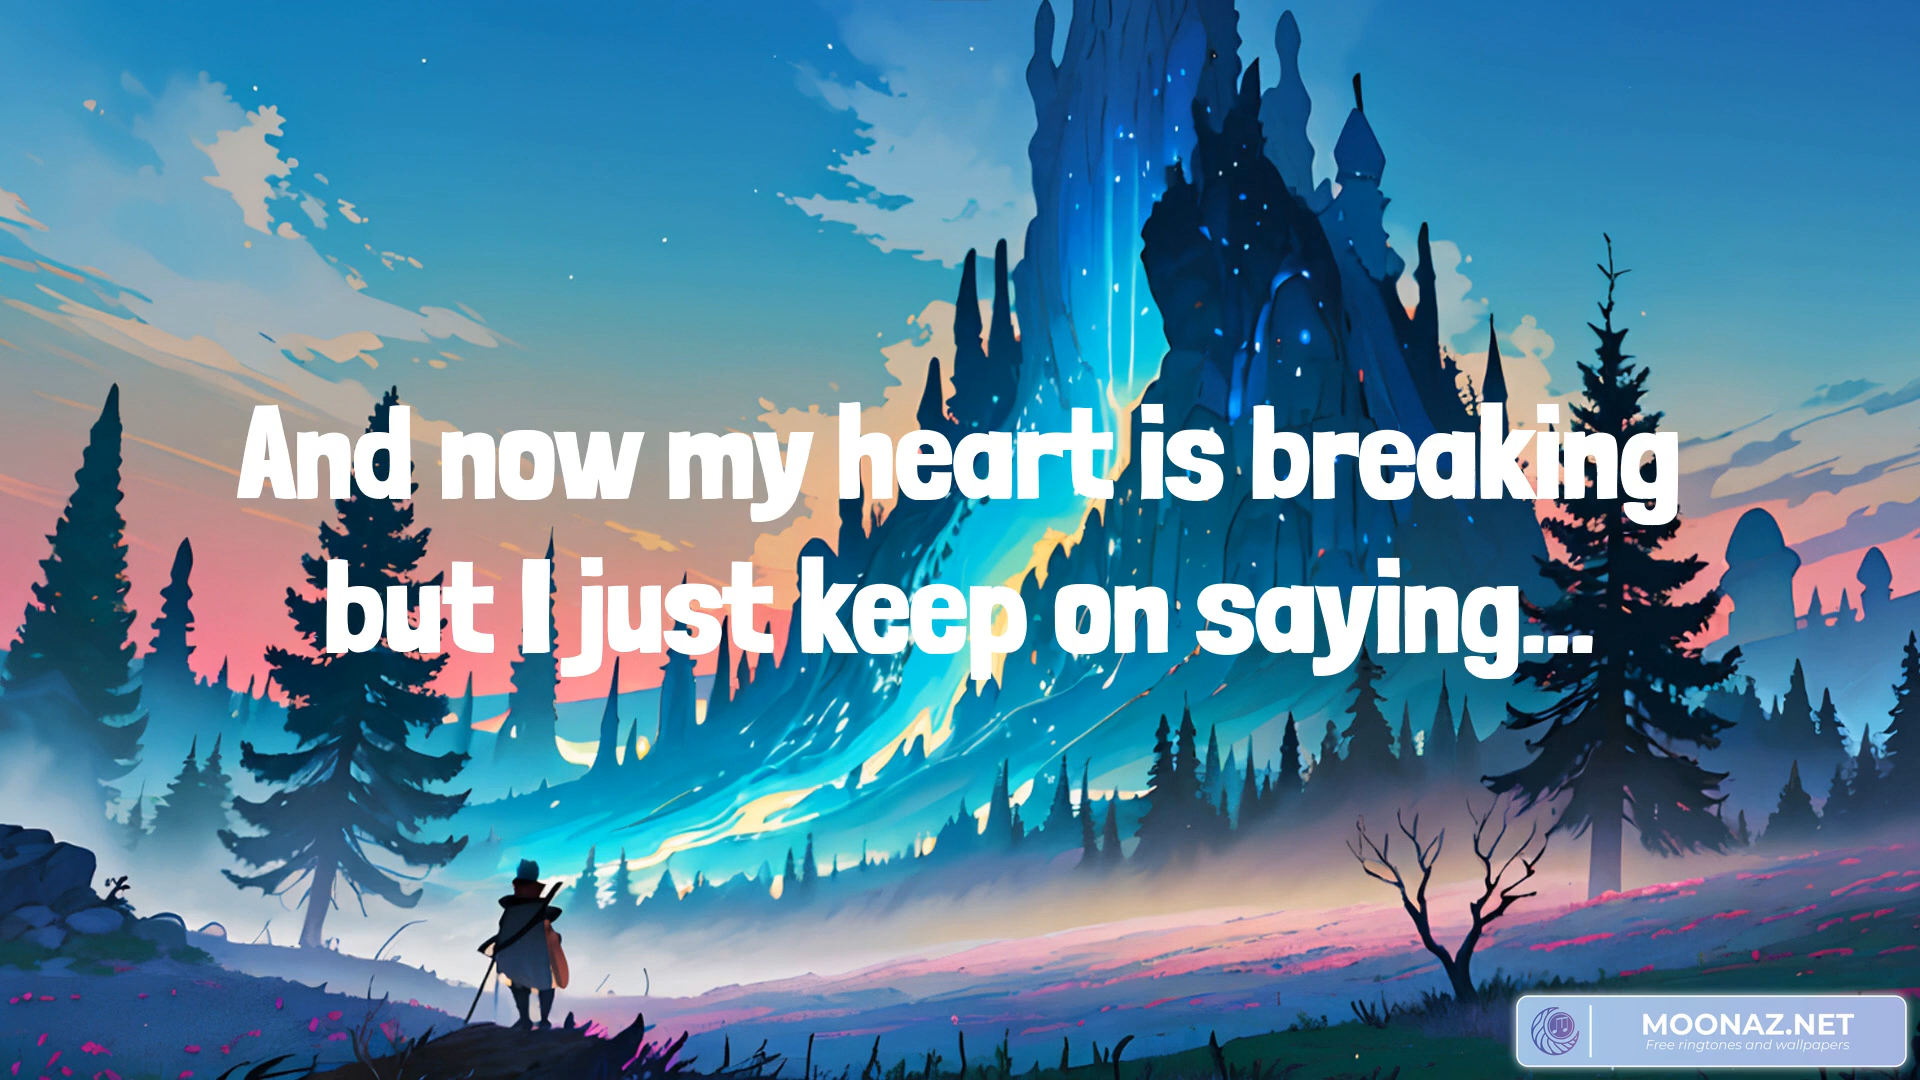 And now my heart is breaking
but I just keep on saying...
MOONAZ.NET
Free ringtones and wallpapers